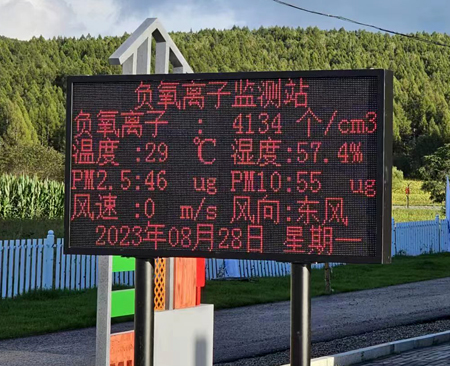 负氧离子监测站
负氧离子 : 4134 个/cm3
温度:29 ℃ 湿度:57.4%
PM2.5:46 ug PM10:55 ug
风速:0 m/s 风向:东风
2023年08月28日 星期一